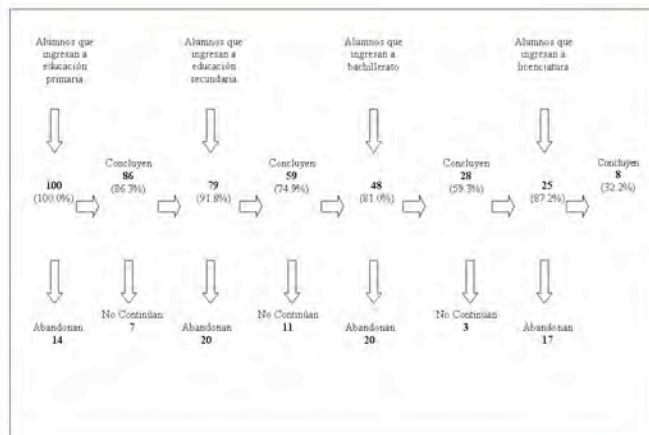 Alumnos que
ingresan a
educación
primaria
Alumnos que
ingresan a
educación
secundaria
Alumnos que
ingresan a
bachillerato
Alumnos que
ingresan a
licenciatura
100
(100.0%)
Concluyen
86
(86.3%)
79
(91.8%)
Concluyen
59
(74.9%)
48
(81.0%)
Concluyen
28
(59.3%)
25
(87.2%)
Concluyen
8
(32.2%)
Abandonan
14
No Continúan
7
Abandonan
20
No Continúan
11
Abandonan
20
No Continúan
3
Abandonan
17